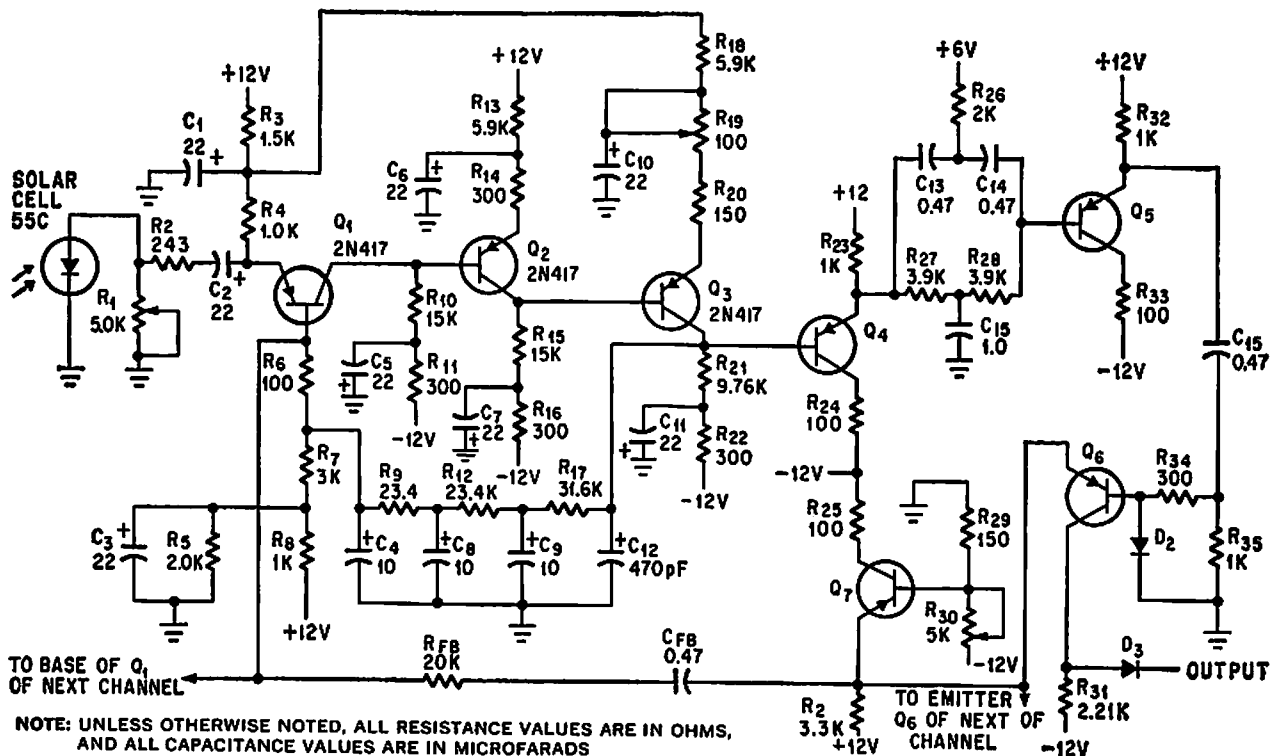 +12V
R3
1.5K
C1
22
+
SOLAR
CELL
55C
R2
243
R4
1.0K
+
C2
22
R1
5.0K
Q1
2N417
R6
100
R7
3K
C3
22
+
R5
2.0K
R8
1K
+12V
+12V
R13
5.9K
+
C6
22
R14
300
Q2
2N417
R10
15K
C5
22
+
R11
300
-12V
R15
15K
C7
22
+
R16
300
-12V
R9
23.4
R12
23.4K
R17
31.6K
+
C4
10
+
C8
10
+
C9
10
+
C12
470pF
R18
5.9K
R19
100
+
C10
22
R20
150
Q3
2N417
R21
9.76K
C11
22
+
R22
300
-12V
+12
R23
1K
Q4
R24
100
-12V
R25
100
Q7
+6V
R26
2K
C13
0.47
C14
0.47
R27
3.9K
R28
3.9K
C15
1.0
+12V
R32
1K
Q5
R33
100
-12V
C15
0.47
Q6
R34
300
D2
R35
1K
R29
150
R30
5K
-12V
D3
OUTPUT
R31
2.21K
-12V
TO BASE OF Q1
OF NEXT CHANNEL
RFB
20K
CFB
0.47
R2
3.3K
+12V
TO EMITTER
Q6 OF NEXT OF
CHANNEL
NOTE: UNLESS OTHERWISE NOTED, ALL RESISTANCE VALUES ARE IN OHMS,
AND ALL CAPACITANCE VALUES ARE IN MICROFARADS